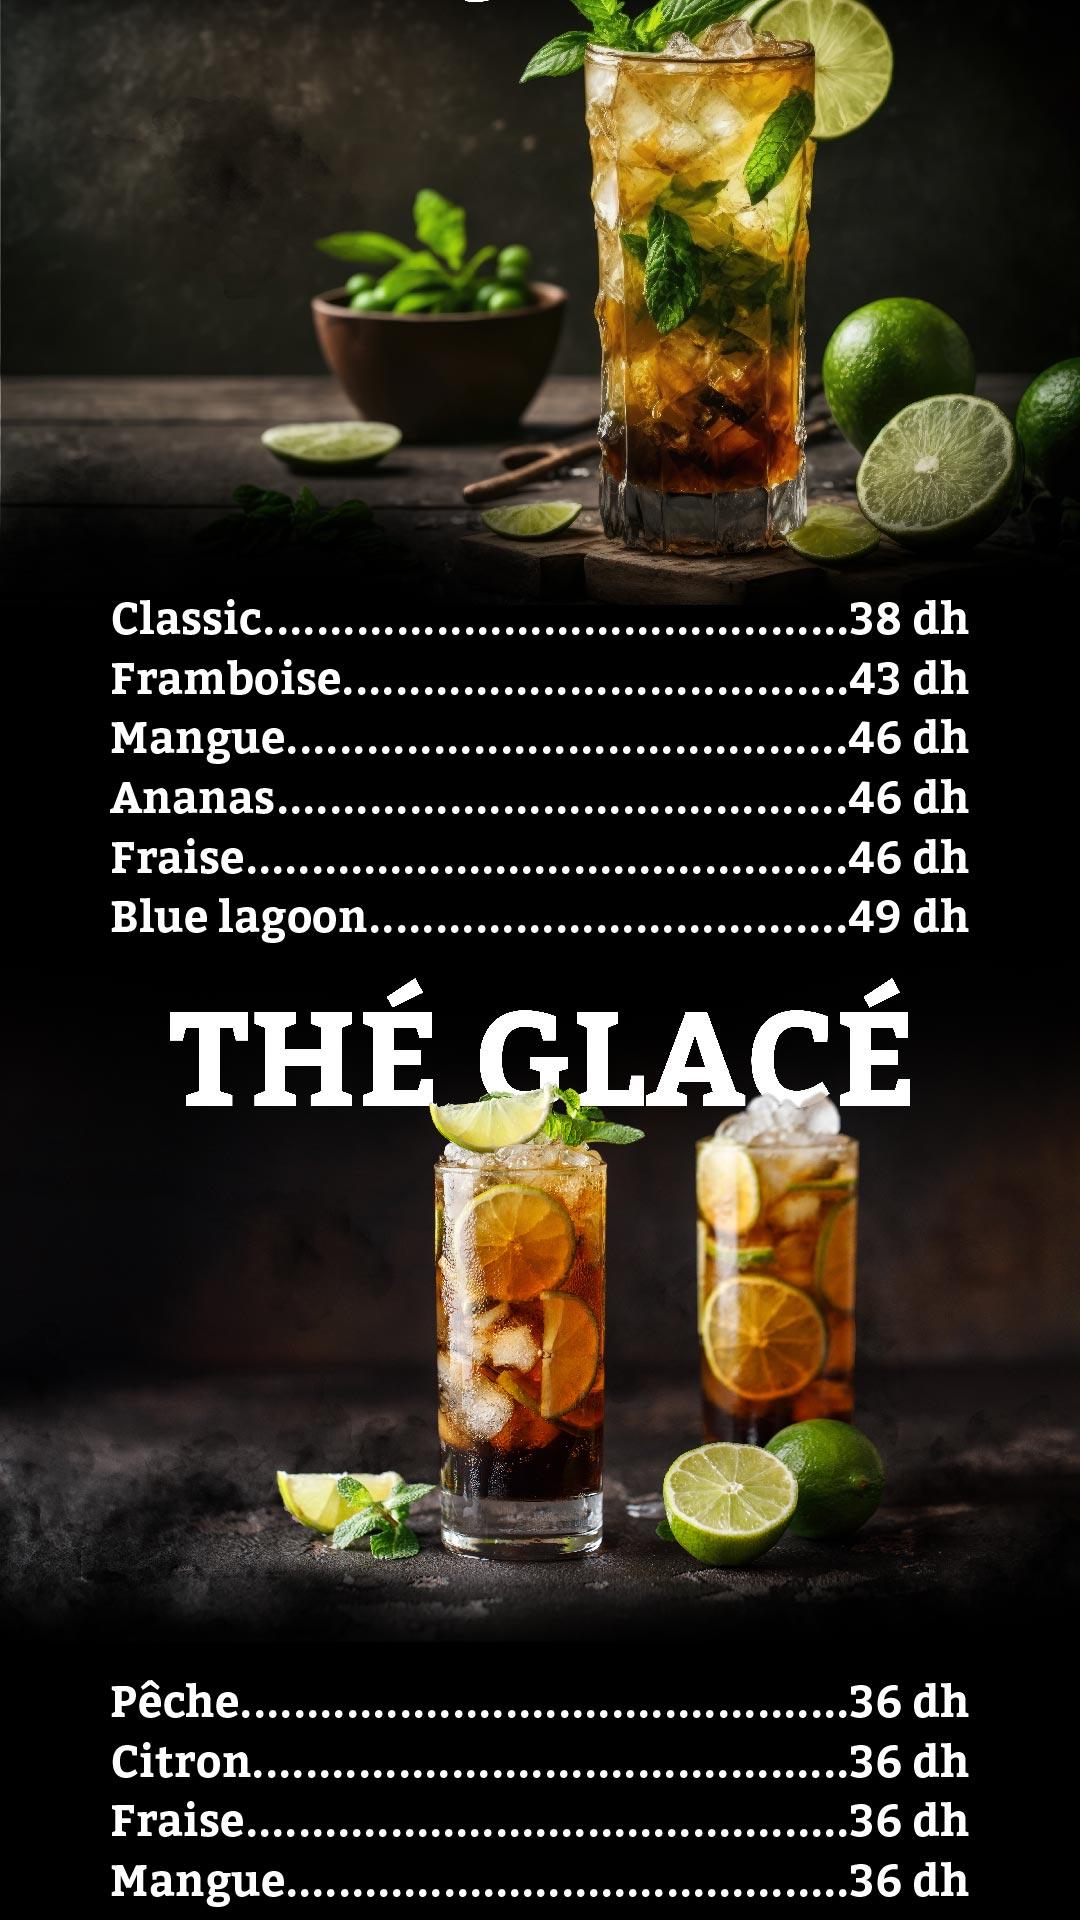 Classic............................................38 dh
Framboise......................................43 dh
Mangue..........................................46 dh
Ananas...........................................46 dh
Fraise.............................................46 dh
Blue lagoon....................................49 dh
THÉ GLACÉ
Pêche..............................................36 dh
Citron.............................................36 dh
Fraise.............................................36 dh
Mangue..........................................36 dh